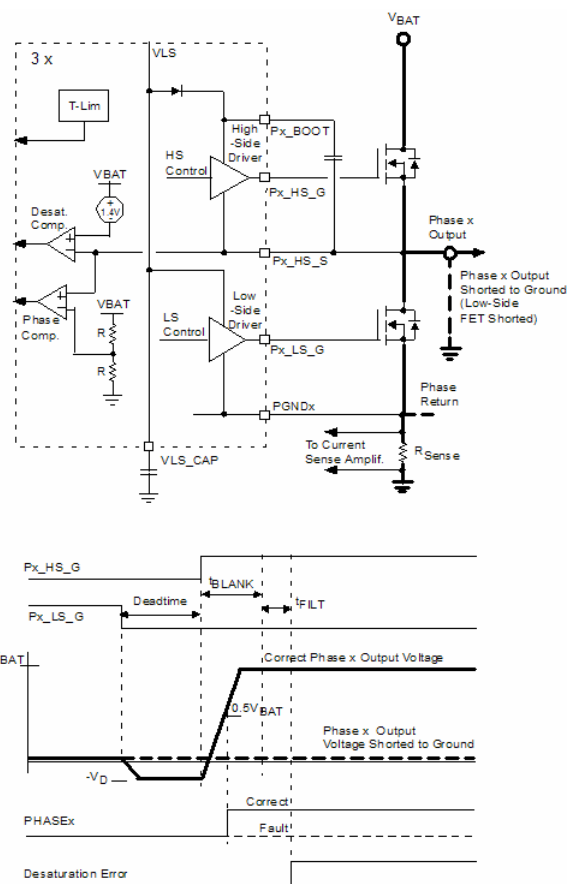 VBAT
3 x
VLS
T-Lim
High
-Side
Driver
Px_BOOT
HS
Control
VBAT
+
1.4V
-
Px_HS_G
Desat.
Comp.
+
-
Phase x
Output
Px_HS_S
Phase x Output
Shorted to Ground
(Low-Side
FET Shorted)
+
-
VBAT
Phase
Comp.
R
R
Low
-Side
Driver
LS
Control
Px_LS_G
Phase
Return
PGNDx
To Current
Sense Amplif.
RSense
VLS_CAP
Px_HS_G
tBLANK
Deadtime
tFILT
Px_LS_G
BAT
Correct Phase x Output Voltage
0.5VBAT
Phase x Output
Voltage Shorted to Ground
-VD
Correct
PHASEx
Fault
Desaturation Error